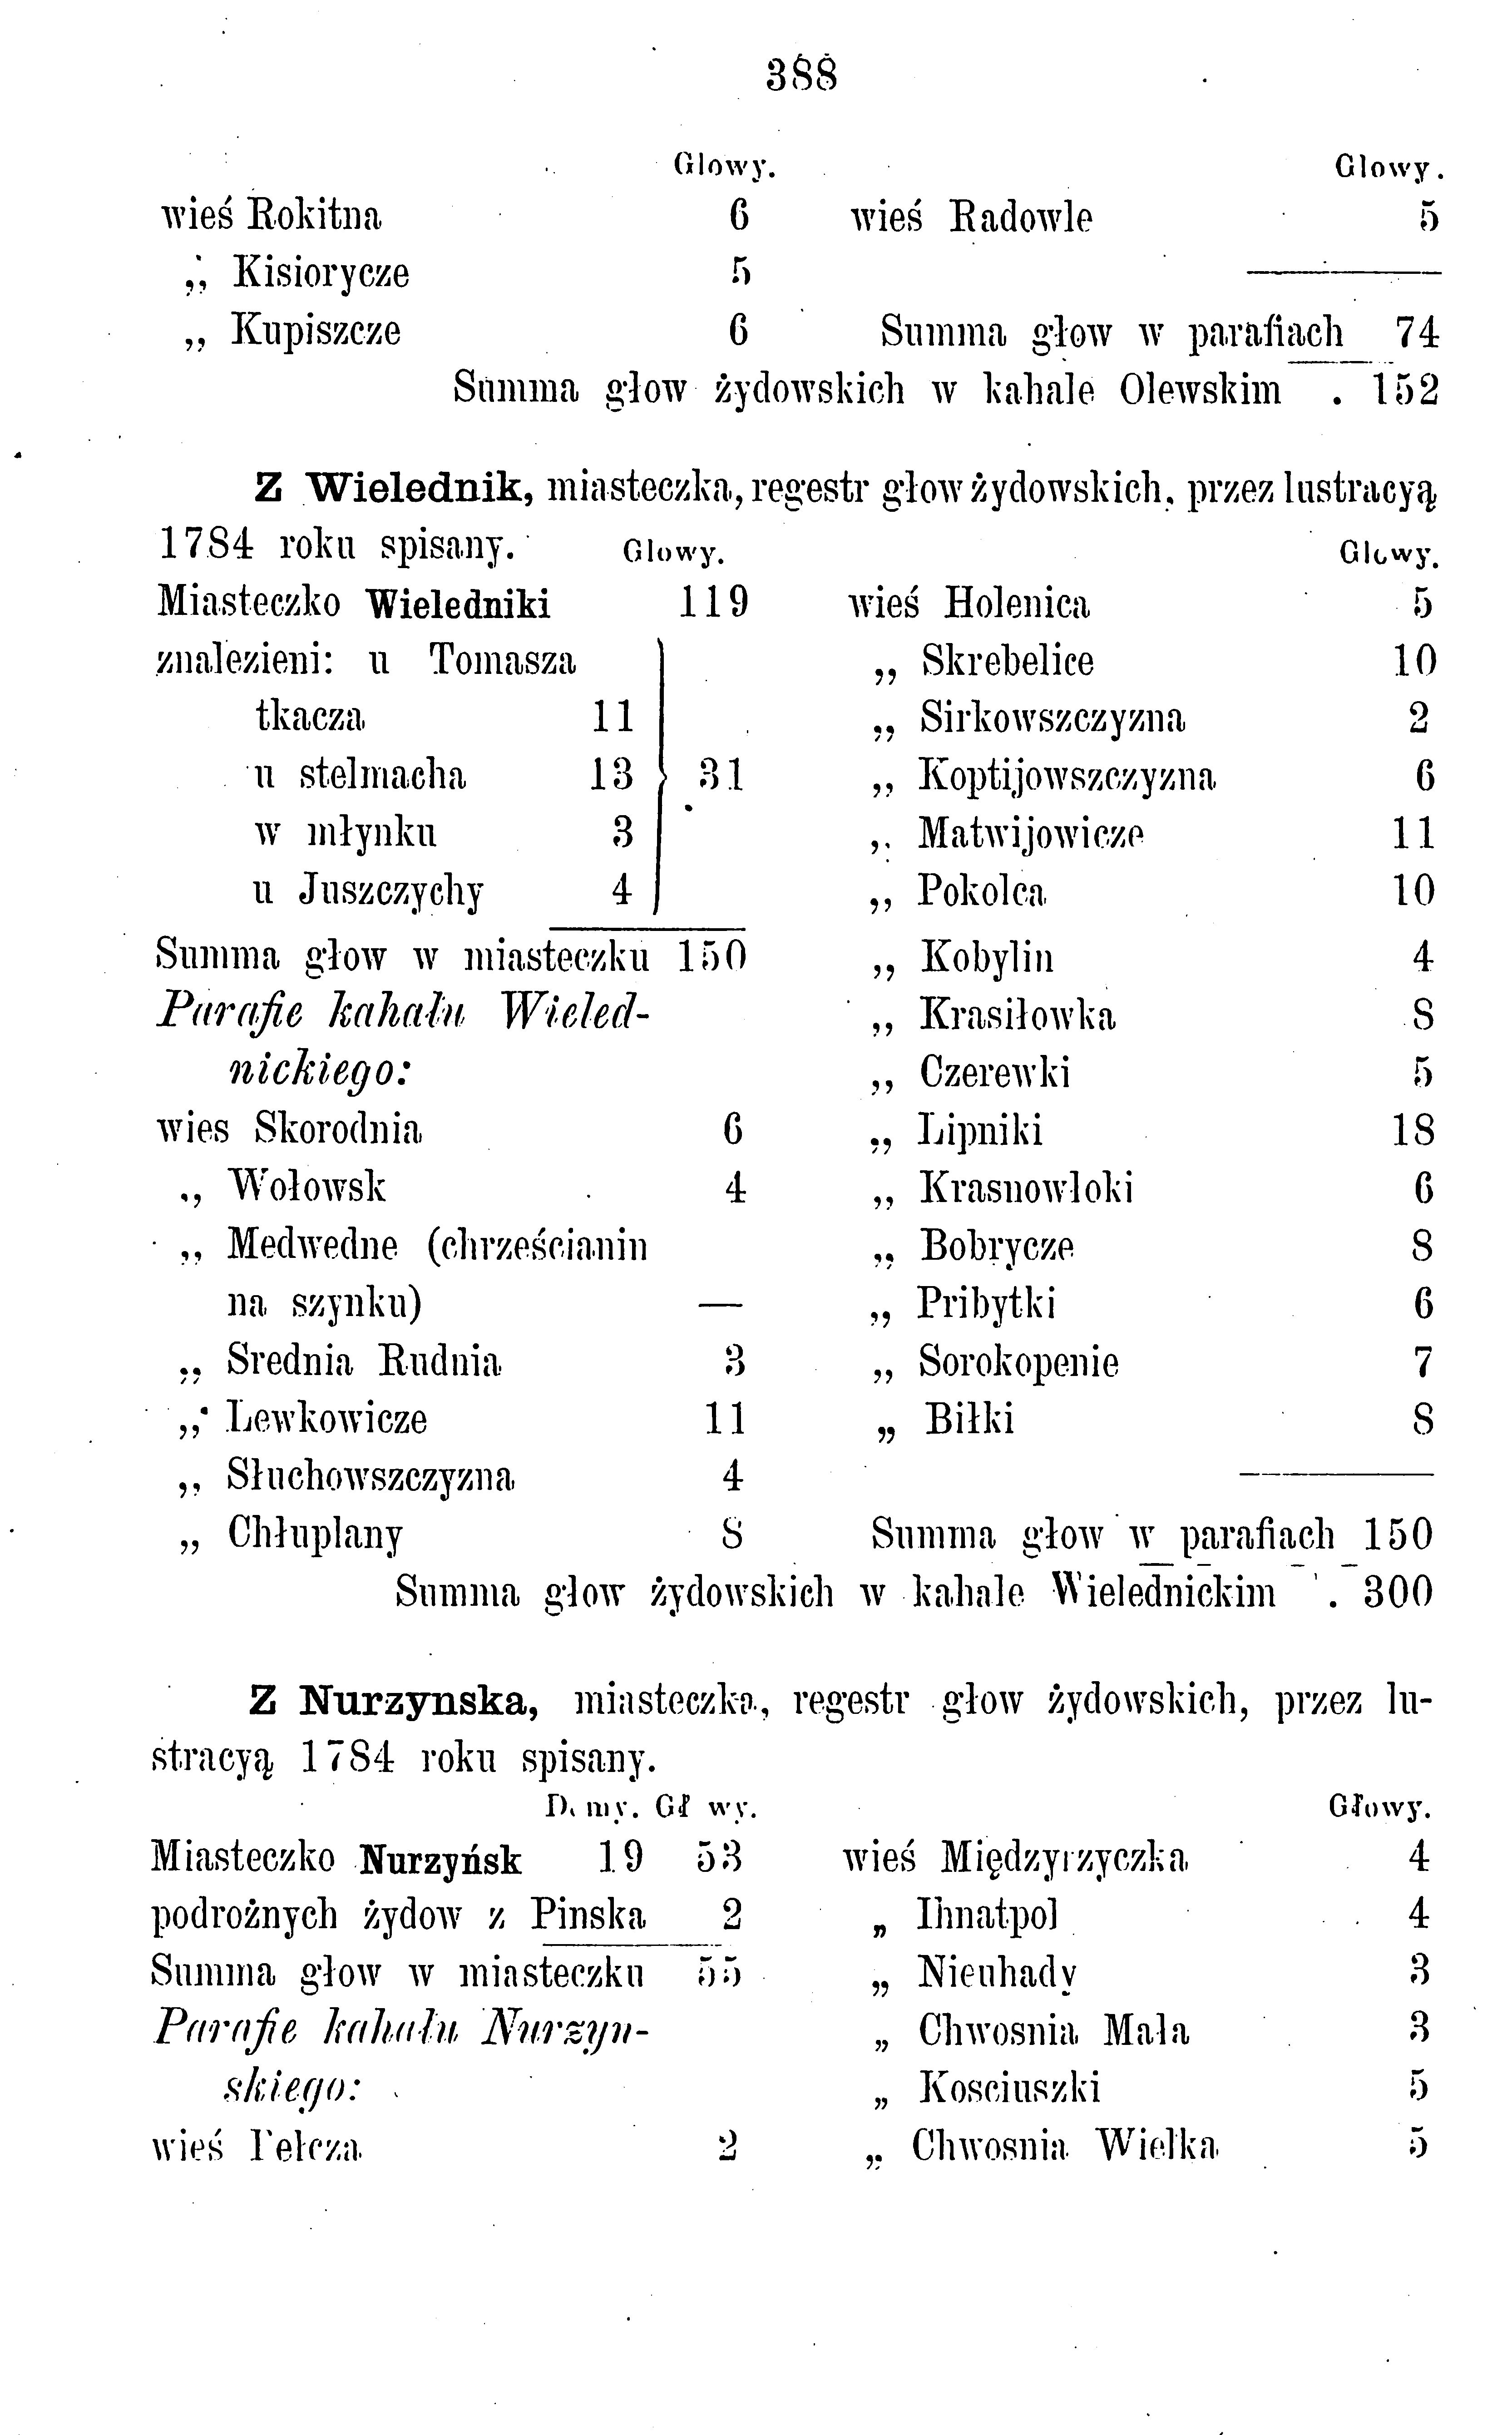 388
Głowy.
wieś Rokitna 6
„ Kisiorycze 5
„ Kupiszcze 6
Głowy.
wieś Radowle 5
Summa głow w parafiach 74
Summa głow żydowskich w kahale Olewskim . 152
Z Wielednik, miasteczka, regestr głow żydowskich, przez lustracyą
1784 roku spisany.
Głowy.
Miasteczko Wieledniki 119
znalezieni: u Tomasza
tkacza 11
u stelmacha 13 } 31
w młynku 3
u Juszczychy 4
Summa głow w miasteczku 150
Parafie kahału Wieled-
nickiego:
wies Skorodnia 6
„ Wołowsk 4
„ Medwedne (chrześcianin
na szynku) —
„ Srednia Rudnia 3
„ Lewkowicze 11
„ Słuchowszczyzna 4
„ Chłuplany 8
Głowy.
wieś Holenica 5
„ Skrebelice 10
„ Sirkowszczyzna 2
„ Koptijowszczyzna 6
„ Matwijowicze 11
„ Pokolca 10
„ Kobylin 4
„ Krasiłowka 8
„ Czerewki 5
„ Lipniki 18
„ Krasnowłoki 6
„ Bobrycze 8
„ Pribytki 6
„ Sorokopenie 7
„ Biłki 8
Summa głow w parafiach 150
Summa głow żydowskich w kahale Wielednickim . 300
Z Nurzynska, miasteczka, regestr głow żydowskich, przez lu-
stracyą 1784 roku spisany.
Domy. Głowy.
Miasteczko Nurzyńsk 19 53
podrożnych żydow z Pinska 2
Summa głow w miasteczku 55
Parafie kahału Nurzyn-
skiego:
wieś 2
Głowy.
wieś Międzyrzyczka 4
„ Ihnatpol 4
„ Nieuhady 3
„ Chwosnia Mała 3
„ Kosciuszki 5
„ Chwosnia Wielka 5